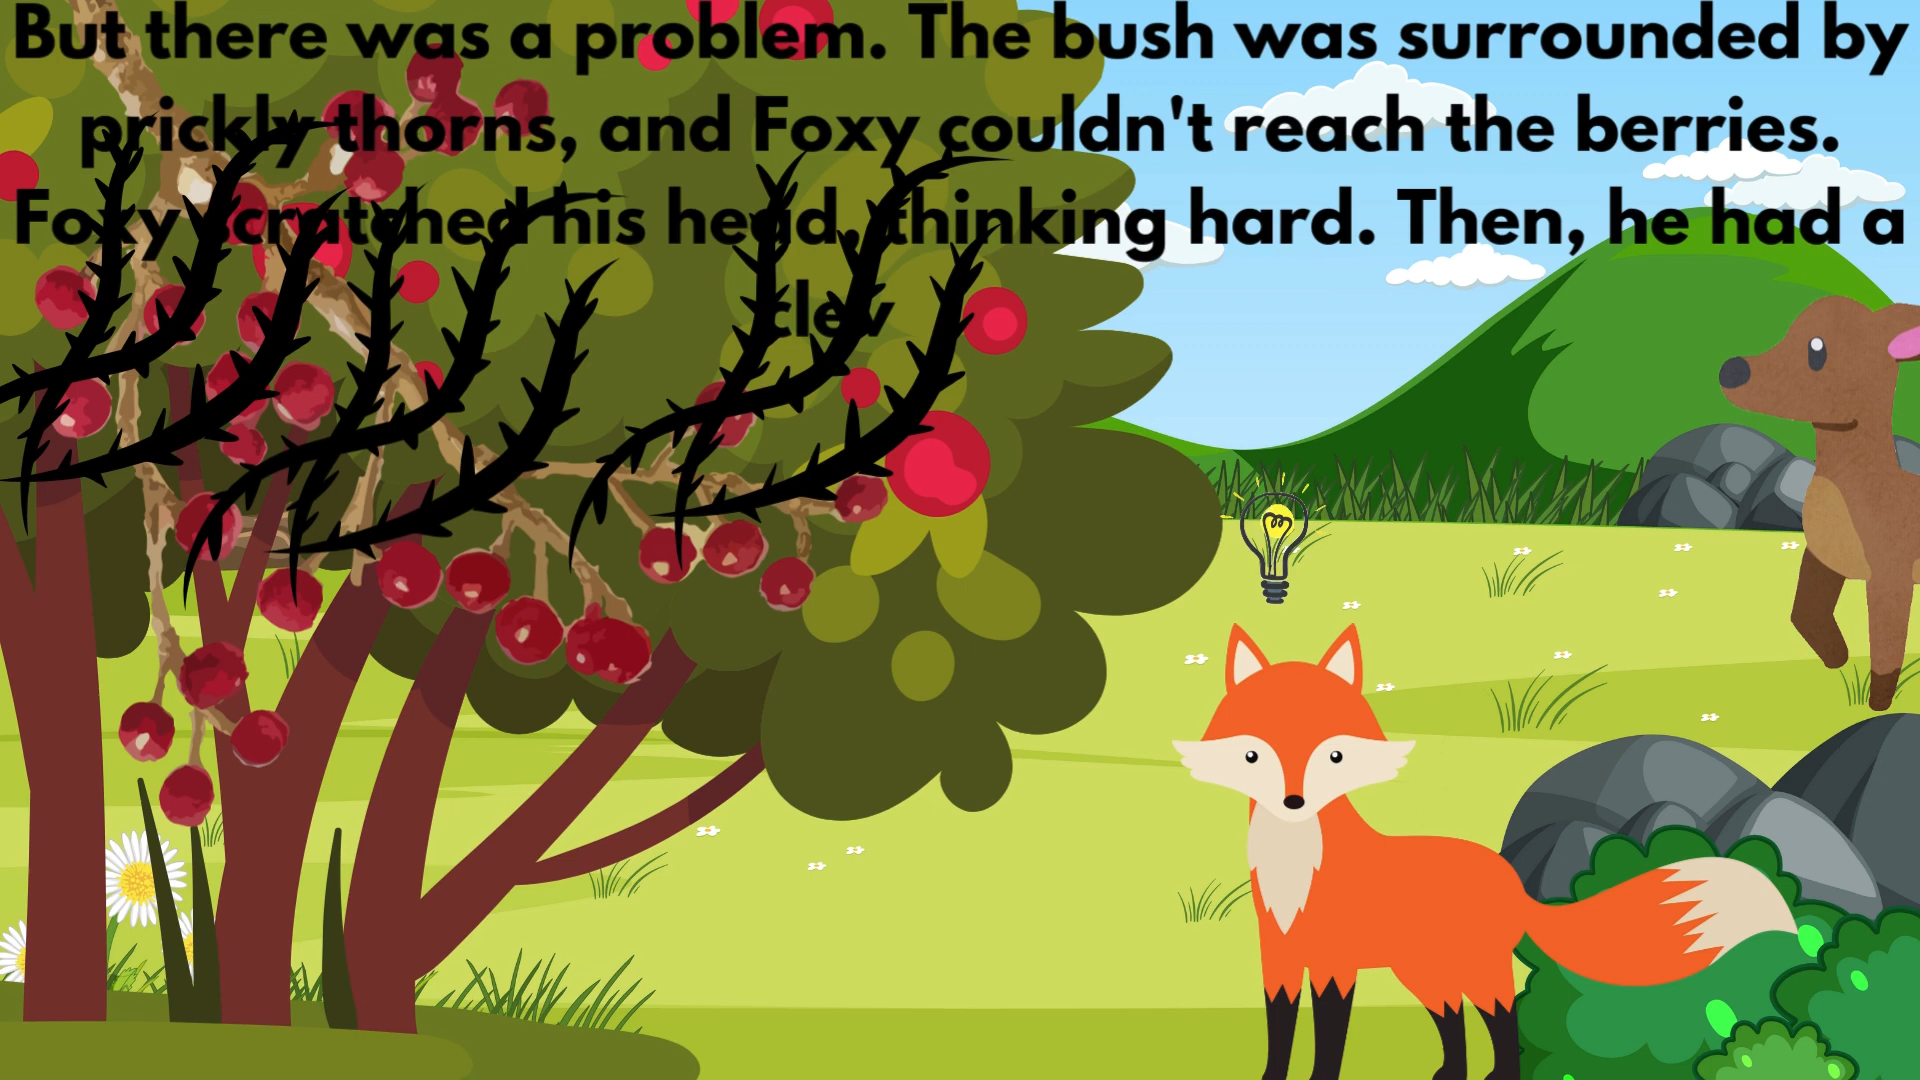 But there was a problem. The bush was surrounded by
prickly thorns, and Foxy couldn't reach the berries.
Foxy scratched his head, thinking hard. Then, he had a
clev